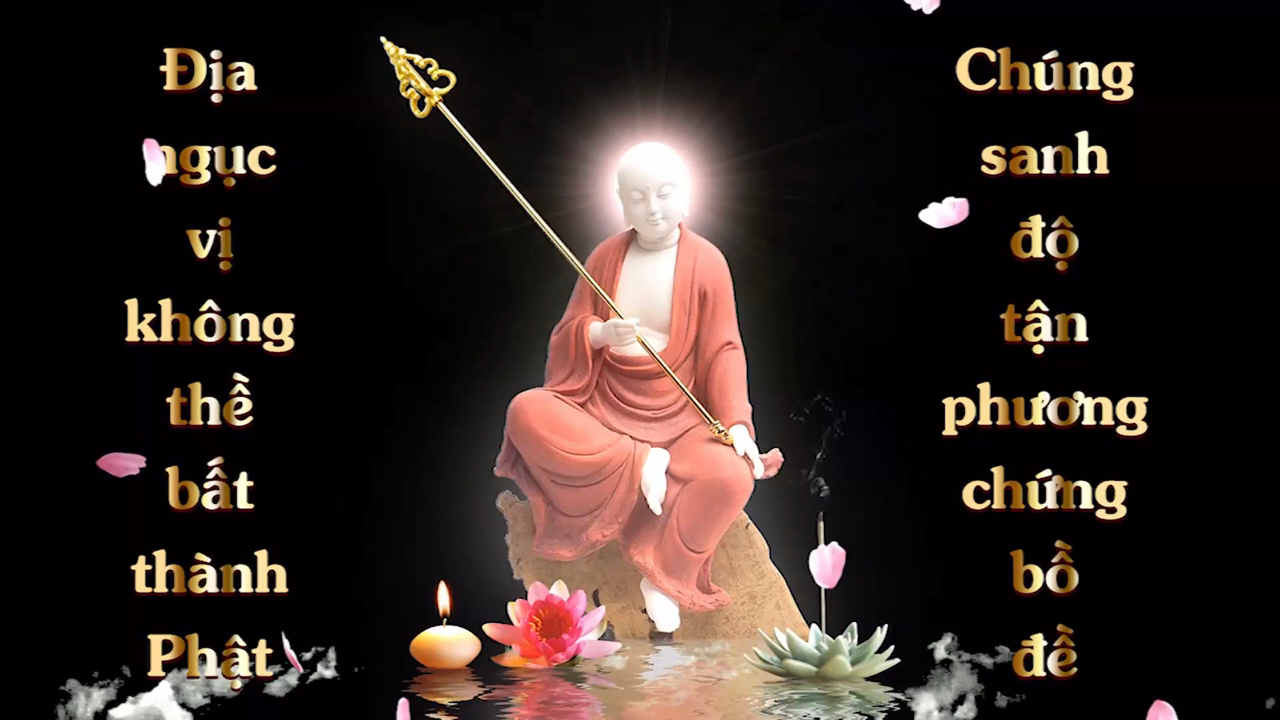 Địa
ngục
vị
không
thề
bất
thành
Phật
Chúng
sanh
độ
tận
phương
chứng
bồ
đề